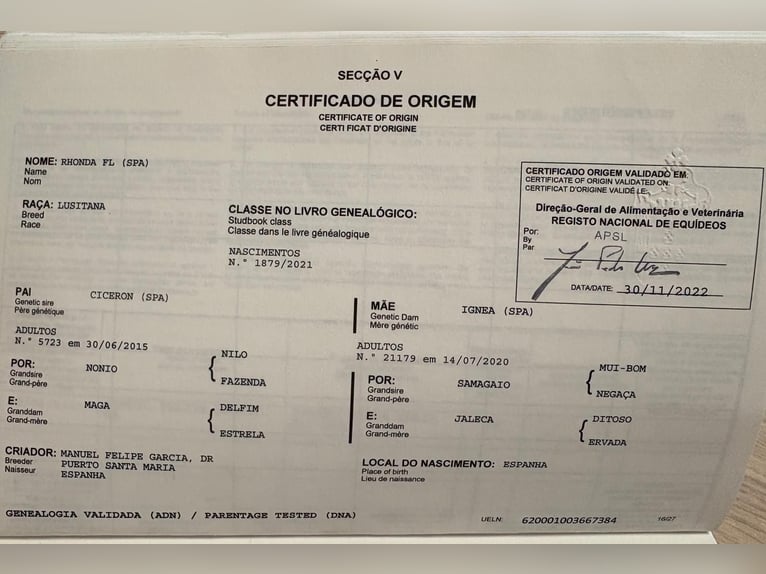 SECÇÃO V
CERTIFICADO DE ORIGEM
CERTIFICATE OF ORIGIN
CERTI FICAT D'ORIGINE
NOME: RHONDA FL (SPA)
Name
Nom
RAÇA: LUSITANA
Breed
Race
CLASSE NO LIVRO GENEALÓGICO:
Studbook class
Classe dans le livre généalogique
NASCIMENTOS
N.º 1879/2021
CERTIFICADO ORIGEM VALIDADO EM:
CERTIFICATE OF ORIGIN VALIDATED ON:
CERTIFICAT D'ORIGINE VALIDÉ LE:
Direção-Geral de Alimentação e Veterinária
REGISTO NACIONAL DE EQUÍDEOS
Por:
By
Par
APSL
DATA/DATE: 30/11/2022
PAI CICERON (SPA)
Genetic sire
Père génétique
ADULTOS
N.º 5723 em 30/06/2015
MÃE IGNEA (SPA)
Genetic Dam
Mère génétic
ADULTOS
N.º 21179 em 14/07/2020
POR: NONIO
Grandsire
Grand-père
NILO
FAZENDA
E: MAGA
Granddam
Grand-mère
DELFIM
ESTRELA
POR: SAMAGAIO
Grandsire
Grand-père
MUI-BOM
NEGAÇA
E: JALECA
Granddam
Grand-mère
DITOSO
ERVADA
CRIADOR: MANUEL FELIPE GARCIA, DR
Breeder PUERTO SANTA MARIA
Naisseur ESPANHA
LOCAL DO NASCIMENTO: ESPANHA
Place of birth
Lieu de naissance
GENEALOGIA VALIDADA (ADN) / PARENTAGE TESTED (DNA)
UELN: 620001003667384
16/27